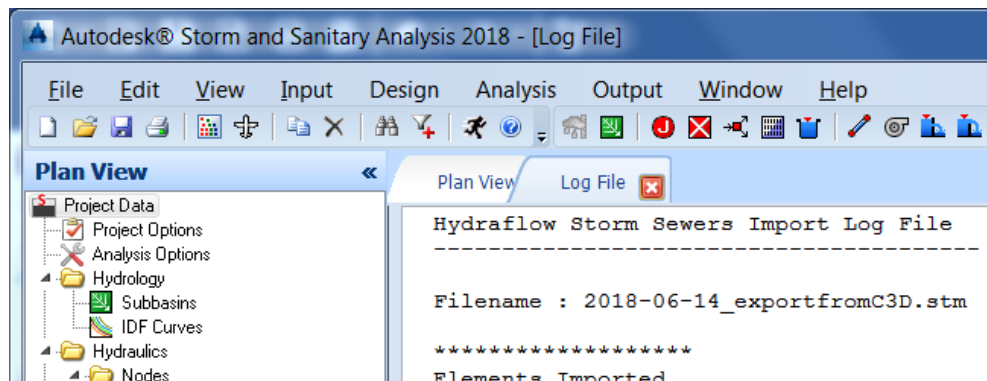 Autodesk® Storm and Sanitary Analysis 2018 - [Log File]
File Edit View Input Design Analysis Output Window Help
Plan View «
Plan View Log File
Project Data
Project Options
Analysis Options
Hydrology
Subbasins
IDF Curves
Hydraulics
Nodes
Hydraflow Storm Sewers Import Log File
----------------------------------------
Filename : 2018-06-14_exportfromC3D.stm
*******************
Elements Imported